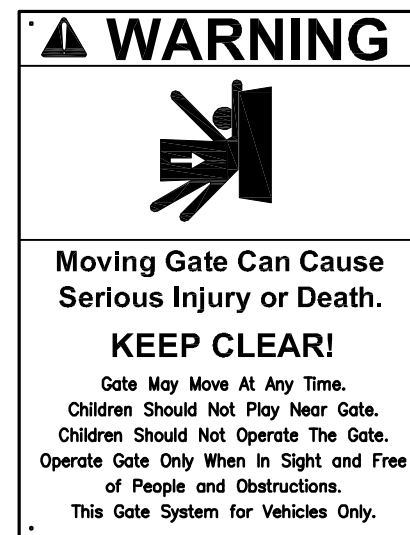 WARNING
Moving Gate Can Cause
Serious Injury or Death.
KEEP CLEAR!
Gate May Move At Any Time.
Children Should Not Play Near Gate.
Children Should Not Operate The Gate.
Operate Gate Only When In Sight and Free
of People and Obstructions.
This Gate System for Vehicles Only.